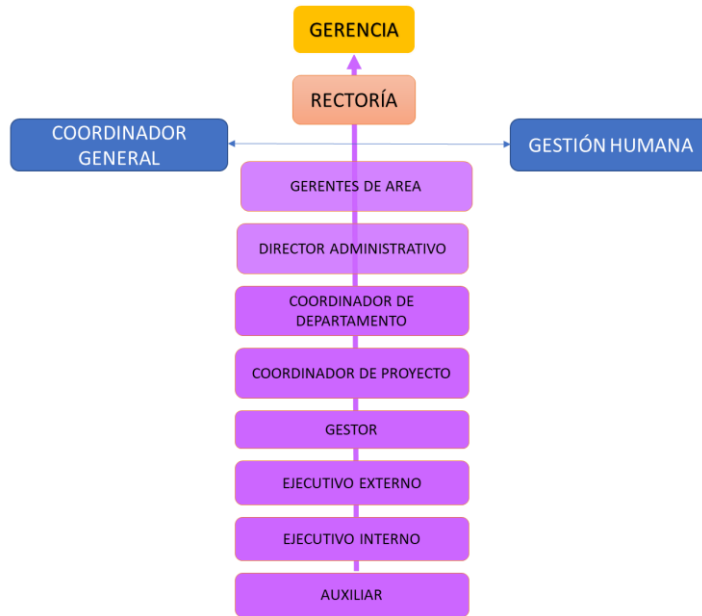 GERENCIA
RECTORÍA
COORDINADOR
GENERAL
GESTIÓN HUMANA
GERENTES DE AREA
DIRECTOR ADMINISTRATIVO
COORDINADOR DE
DEPARTAMENTO
COORDINADOR DE PROYECTO
GESTOR
EJECUTIVO EXTERNO
EJECUTIVO INTERNO
AUXILIAR